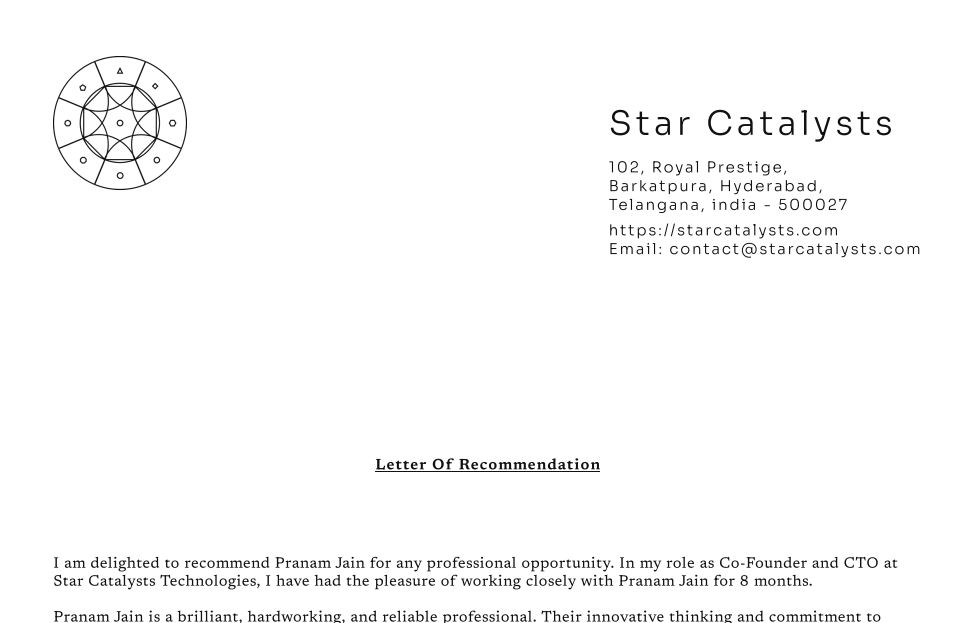 Star Catalysts
102, Royal Prestige,
Barkatpura, Hyderabad,
Telangana, india - 500027
https://starcatalysts.com
Email: contact@starcatalysts.com
Letter Of Recommendation
I am delighted to recommend Pranam Jain for any professional opportunity. In my role as Co-Founder and CTO at
Star Catalysts Technologies, I have had the pleasure of working closely with Pranam Jain for 8 months.
Pranam Jain is a brilliant, hardworking, and reliable professional. Their innovative thinking and commitment to